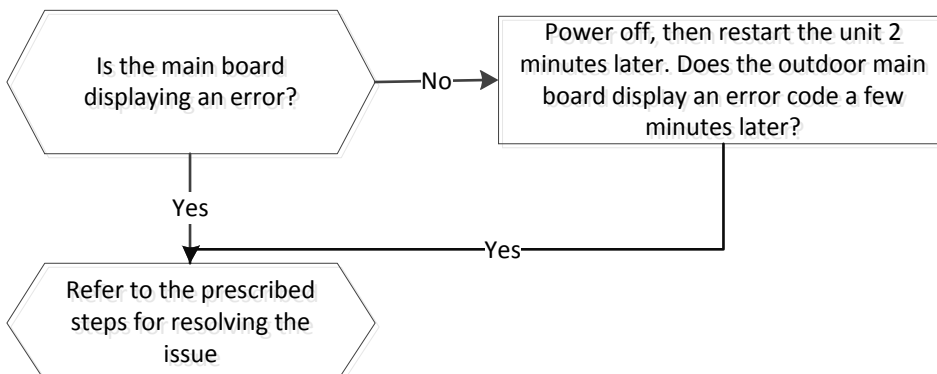 Is the main board
displaying an error?
No
Power off, then restart the unit 2
minutes later. Does the outdoor main
board display an error code a few
minutes later?
Yes
Yes
Refer to the prescribed
steps for resolving the
issue